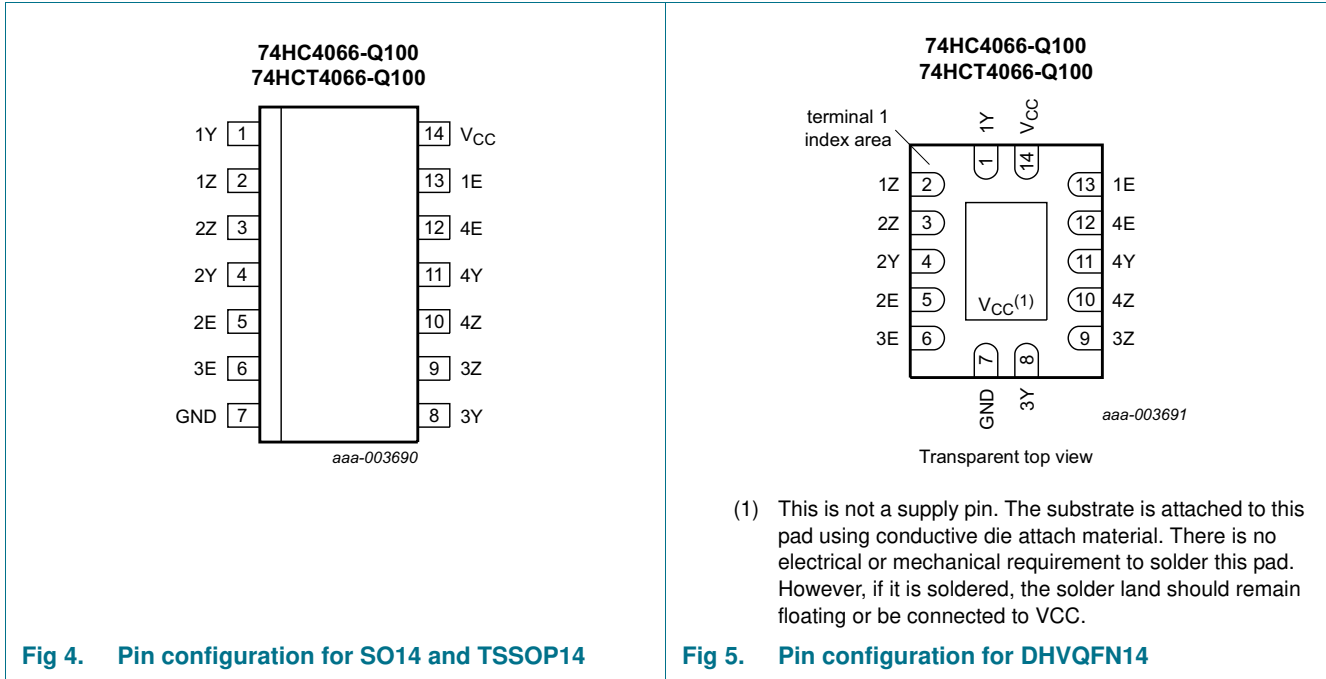 74HC4066-Q100
74HCT4066-Q100
1Y 1
14 VCC
1Z 2
13 1E
2Z 3
12 4E
2Y 4
11 4Y
2E 5
10 4Z
3E 6
9 3Z
GND 7
8 3Y
aaa-003690
Fig 4. Pin configuration for SO14 and TSSOP14
74HC4066-Q100
74HCT4066-Q100
terminal 1
index area
1Y
VCC
1
14
1Z 2
13 1E
2Z 3
12 4E
2Y 4
11 4Y
2E 5
VCC(1)
10 4Z
3E 6
9 3Z
7
8
GND
3Y
aaa-003691
Transparent top view
(1) This is not a supply pin. The substrate is attached to this
pad using conductive die attach material. There is no
electrical or mechanical requirement to solder this pad.
However, if it is soldered, the solder land should remain
floating or be connected to VCC.
Fig 5. Pin configuration for DHVQFN14